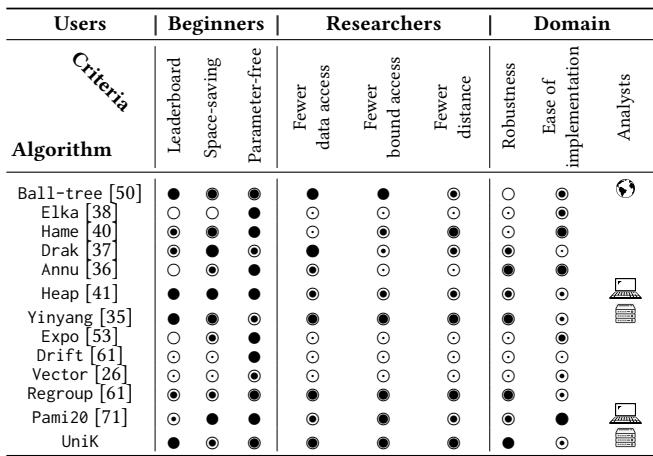 Users | Beginners | Researchers | Domain
Criteria
Algorithm
Leaderboard
Space-saving
Parameter-free
Fewer
data access
Fewer
bound access
Fewer
distance
Robustness
Ease of
implementation
Analysts
Ball-tree [50]
Elka [38]
Hame [40]
Drak [37]
Annu [36]
Heap [41]
Yinyang [35]
Expo [53]
Drift [61]
Vector [26]
Regroup [61]
Pami20 [71]
UniK